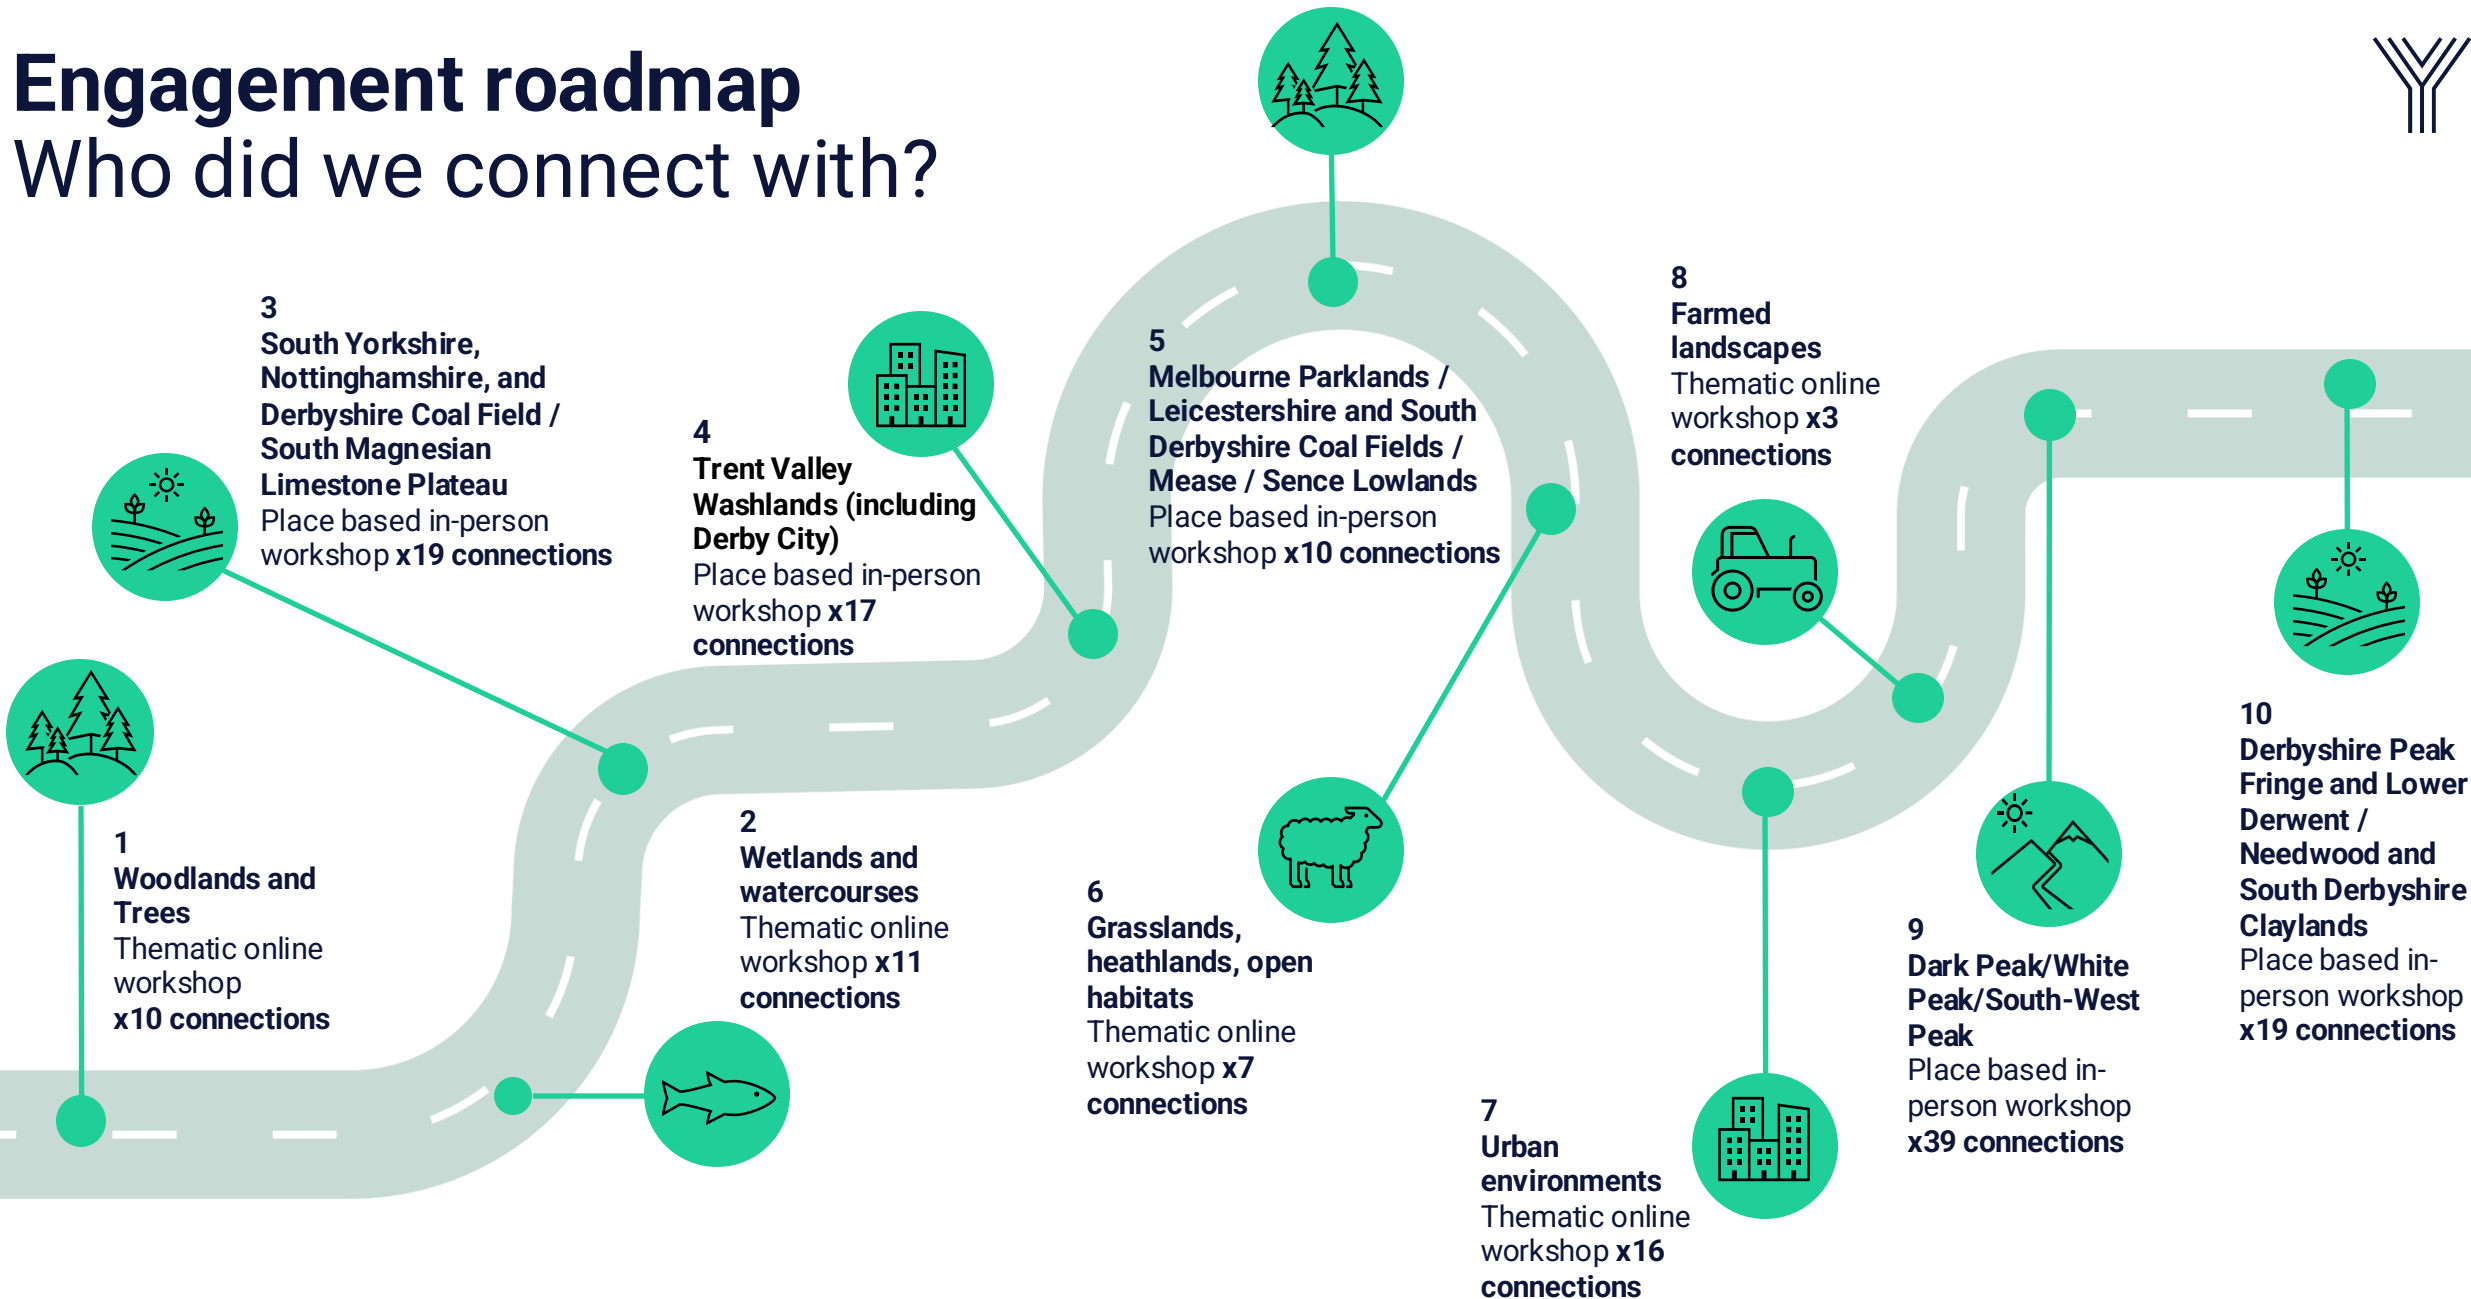 Engagement roadmap
Who did we connect with?
1
Woodlands and
Trees
Thematic online
workshop
x10 connections
2
Wetlands and
watercourses
Thematic online
workshop x11
connections
3
South Yorkshire,
Nottinghamshire, and
Derbyshire Coal Field /
South Magnesian
Limestone Plateau
Place based in-person
workshop x19 connections
4
Trent Valley
Washlands (including
Derby City)
Place based in-person
workshop x17
connections
5
Melbourne Parklands /
Leicestershire and South
Derbyshire Coal Fields /
Mease / Sence Lowlands
Place based in-person
workshop x10 connections
6
Grasslands,
heathlands, open
habitats
Thematic online
workshop x7
connections
7
Urban
environments
Thematic online
workshop x16
connections
8
Farmed
landscapes
Thematic online
workshop x3
connections
9
Dark Peak/White
Peak/South-West
Peak
Place based in-
person workshop
x39 connections
10
Derbyshire Peak
Fringe and Lower
Derwent /
Needwood and
South Derbyshire
Claylands
Place based in-
person workshop
x19 connections